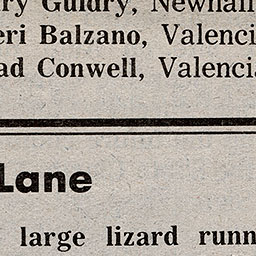 ry Guidry, Newhall
eri Balzano, Valenci
ad Conwell, Valencia
Lane
large lizard runn